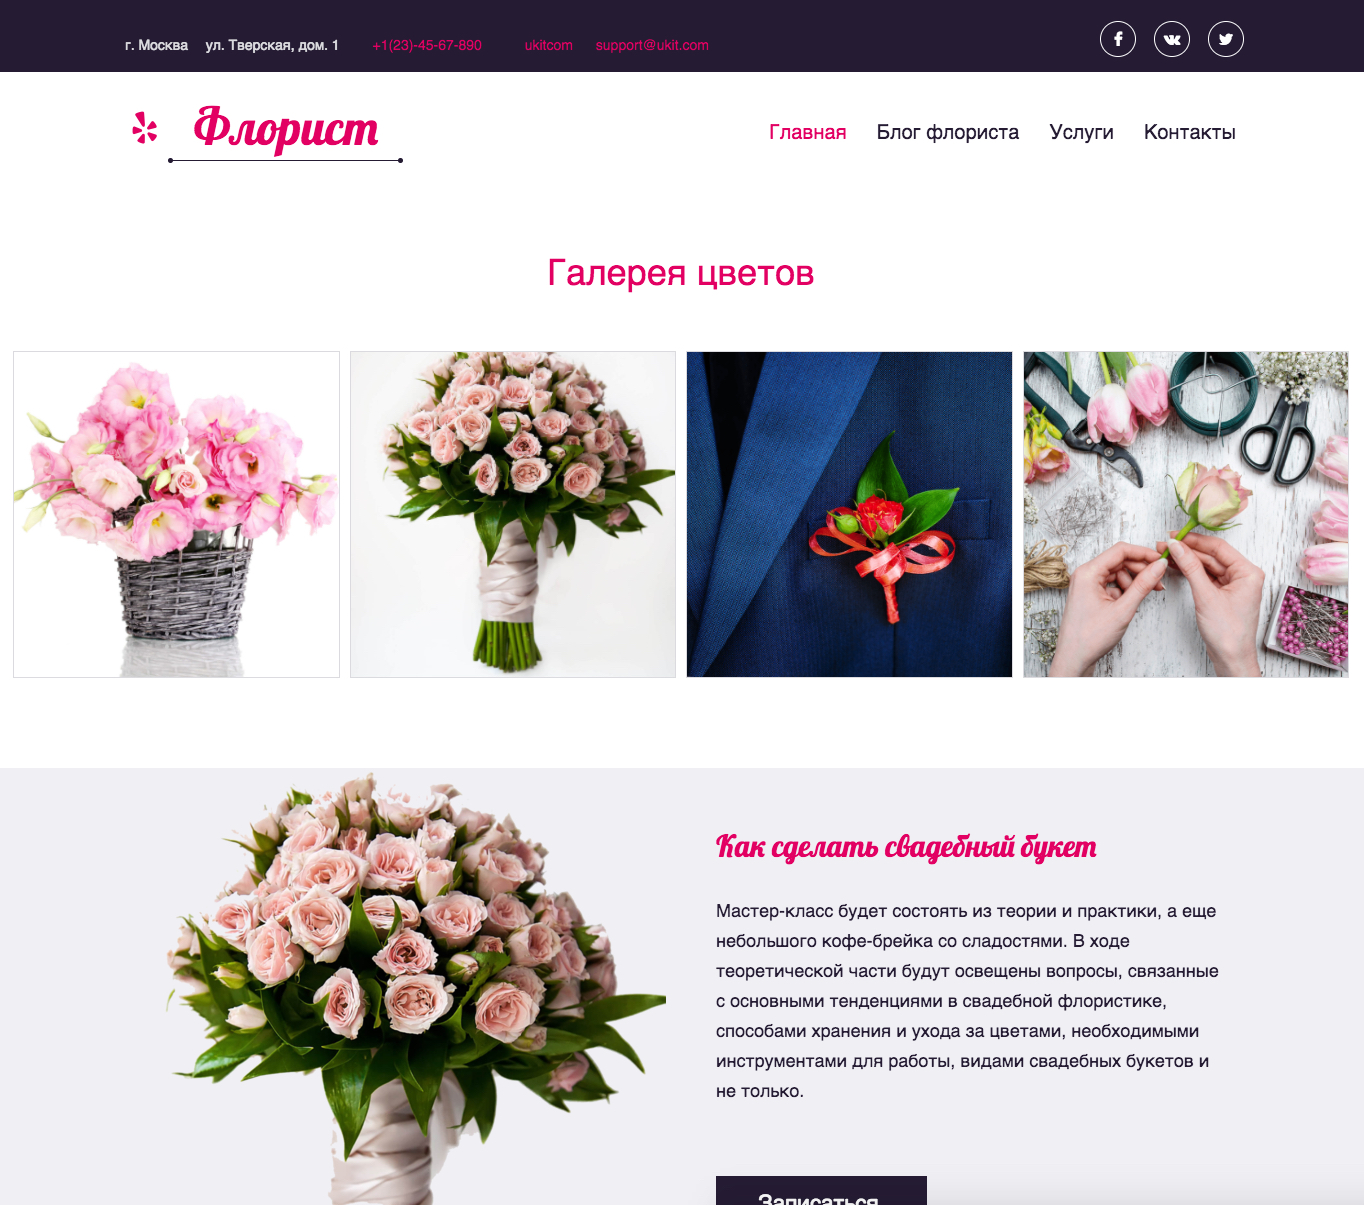 г. Москва ул. Тверская, дом. 1 +1(23)-45-67-890 ukitcom support@ukit.com
Флорист
Главная Блог флориста Услуги Контакты
Галерея цветов
Как сделать свадебный букет
Мастер-класс будет состоять из теории и практики, а еще
небольшого кофе-брейка со сладостями. В ходе
теоретической части будут освещены вопросы, связанные
с основными тенденциями в свадебной флористике,
способами хранения и ухода за цветами, необходимыми
инструментами для работы, видами свадебных букетов и
не только.
Записаться